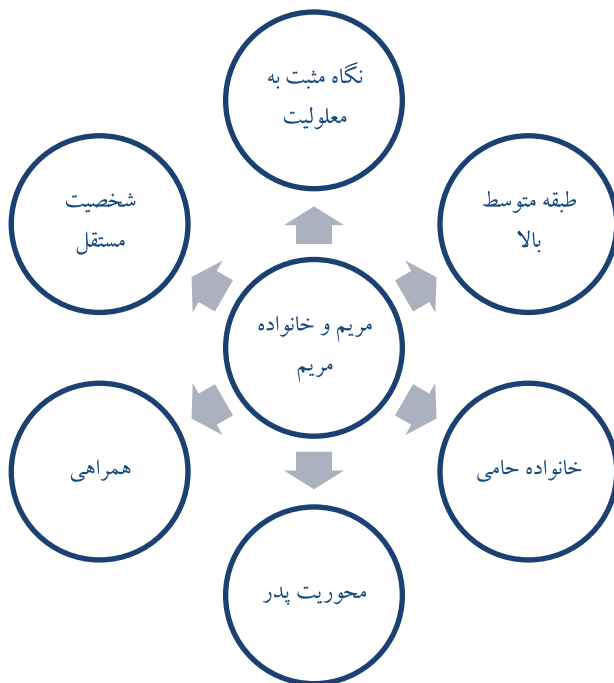 نگاه مثبت به
معلولیت
طبقه متوسط
بالا
شخصیت
مستقل
مریم و خانواده
مریم
خانواده حامی
همراهی
محوریت پدر